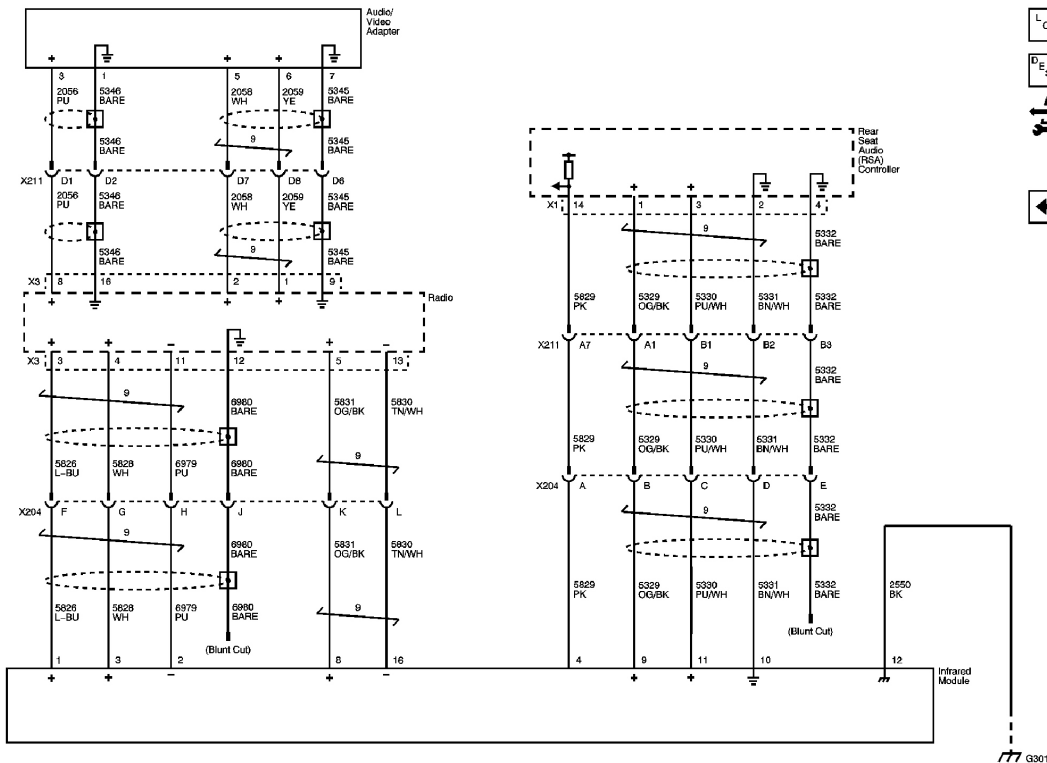 Audio/
Video
Adapter
+ + + +
3 1 5 6 7
2056 PU
5346 BARE
2058 WH
2059 YE
5345 BARE
5346 BARE
9
5345 BARE
X211 D1 D2 D7 D8 D6
2056 PU
5346 BARE
2058 WH
2059 YE
5345 BARE
5346 BARE
9
5345 BARE
X3 8 16 2 1 9
+ + +
Radio
+ + – + –
X3 3 4 11 12 5 13
9
6980 BARE
5831 OG/BK
5830 TN/WH
5826 L–BU
5828 WH
6979 PU
6980 BARE
9
X204 F G H J K L
9
6980 BARE
5831 OG/BK
5830 TN/WH
5826 L–BU
5828 WH
6979 PU
6980 BARE
9
(Blunt Cut)
1 3 2 8 16
+ + – + –
Rear
Seat
Audio
(RSA)
Controller
+ +
X1 14 1 3 2 4
9
5332 BARE
5829 PK
5329 OG/BK
5330 PU/WH
5331 BN/WH
5332 BARE
X211 A7 A1 B1 B2 B3
9
5332 BARE
5829 PK
5329 OG/BK
5330 PU/WH
5331 BN/WH
5332 BARE
X204 A B C D E
9
5332 BARE
5829 PK
5329 OG/BK
5330 PU/WH
5331 BN/WH
5332 BARE
2550 BK
(Blunt Cut)
4 9 11 10 12
+ +
Infrared
Module
G301
L
D E